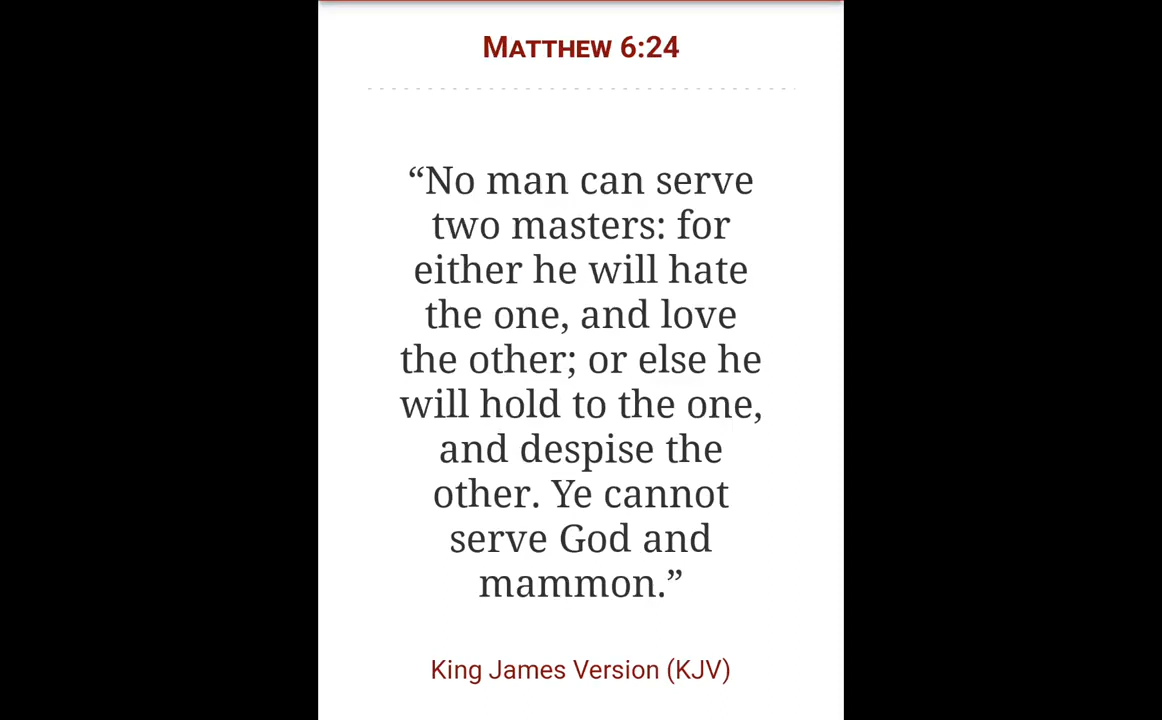 MATTHEW 6:24
“No man can serve
two masters: for
either he will hate
the one, and love
the other; or else he
will hold to the one,
and despise the
other. Ye cannot
serve God and
mammon.”
King James Version (KJV)